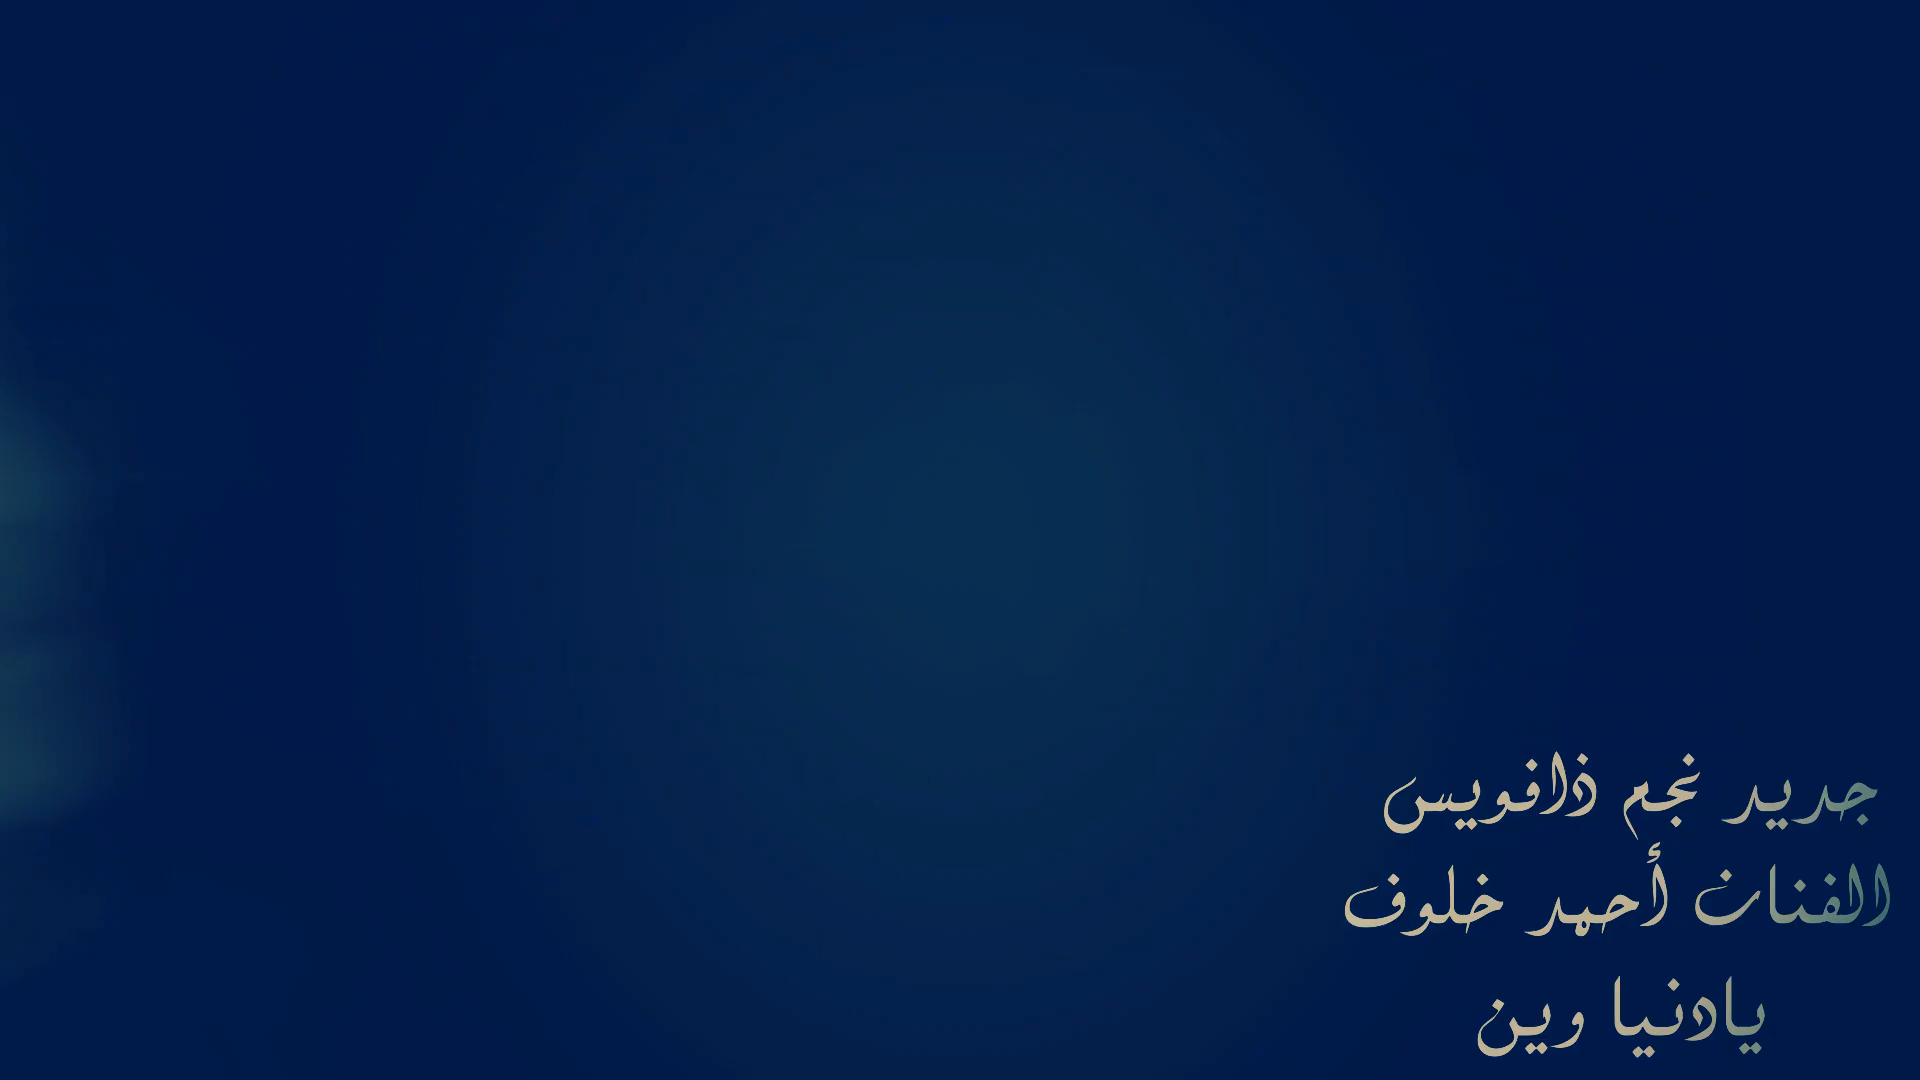 جديد نجم ذافويس
الفنان أحمد خلوف
يادنيا وين